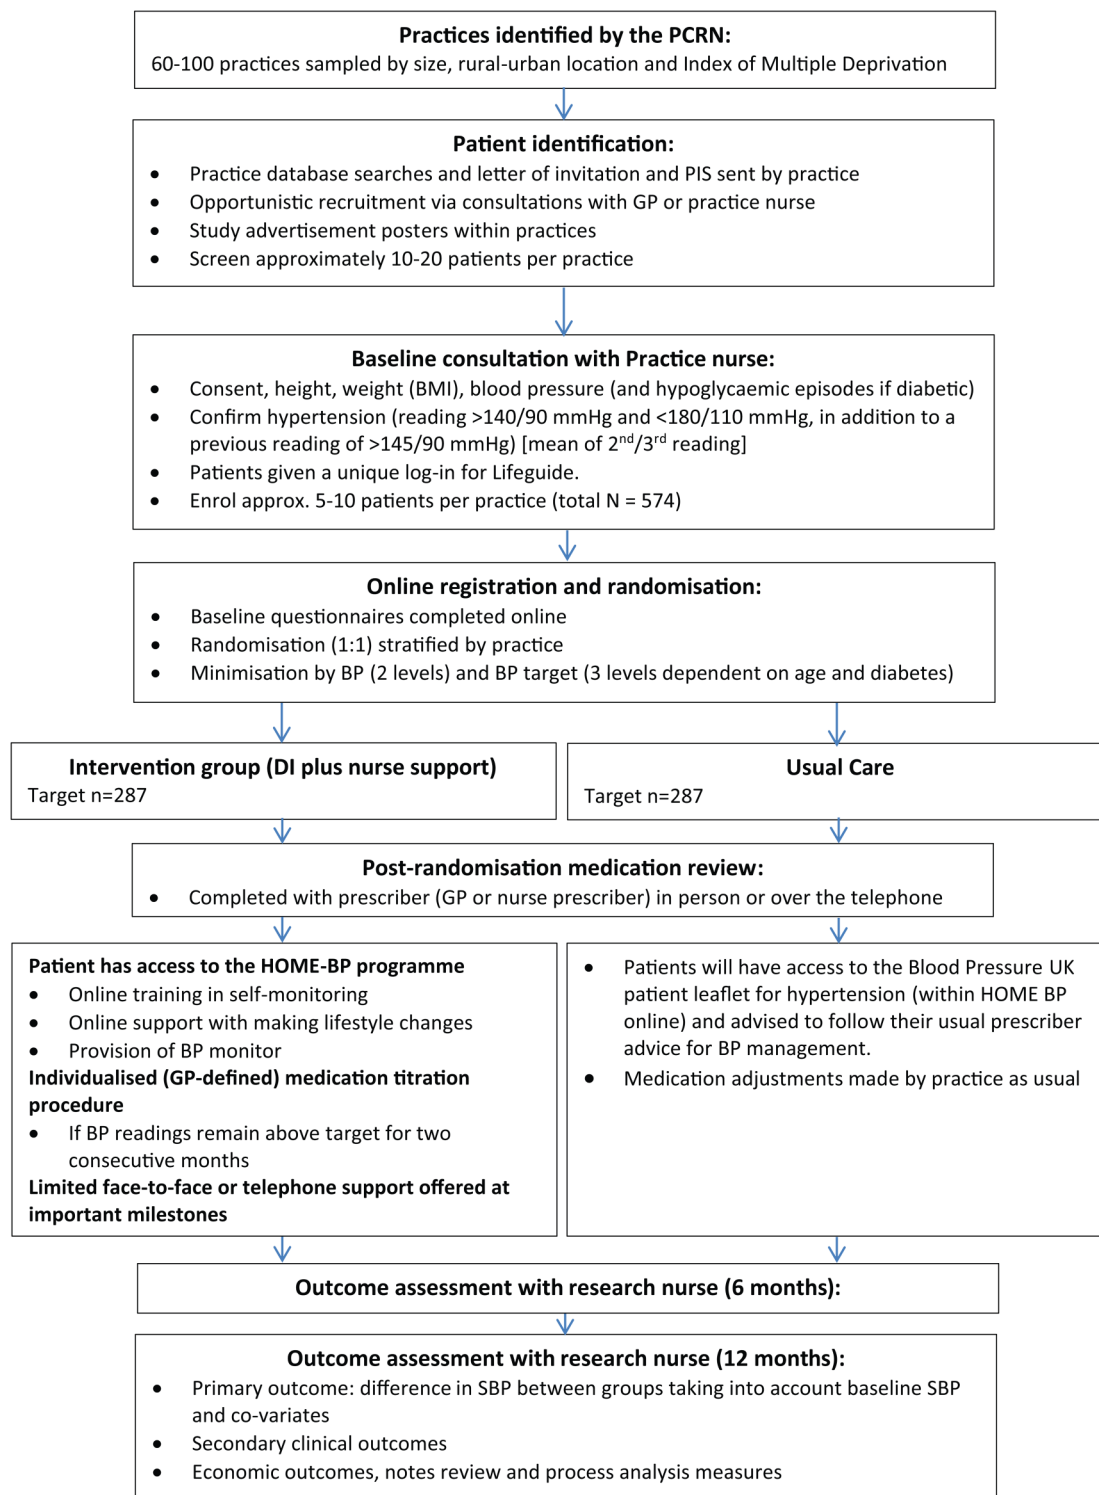 Practices identified by the PCRN:
60-100 practices sampled by size, rural-urban location and Index of Multiple Deprivation
Patient identification:
• Practice database searches and letter of invitation and PIS sent by practice
• Opportunistic recruitment via consultations with GP or practice nurse
• Study advertisement posters within practices
• Screen approximately 10-20 patients per practice
Baseline consultation with Practice nurse:
• Consent, height, weight (BMI), blood pressure (and hypoglycaemic episodes if diabetic)
• Confirm hypertension (reading >140/90 mmHg and <180/110 mmHg, in addition to a
previous reading of >145/90 mmHg) [mean of 2nd/3rd reading]
• Patients given a unique log-in for Lifeguide.
• Enrol approx. 5-10 patients per practice (total N = 574)
Online registration and randomisation:
• Baseline questionnaires completed online
• Randomisation (1:1) stratified by practice
• Minimisation by BP (2 levels) and BP target (3 levels dependent on age and diabetes)
Intervention group (DI plus nurse support)
Target n=287
Usual Care
Target n=287
Post-randomisation medication review:
• Completed with prescriber (GP or nurse prescriber) in person or over the telephone
Patient has access to the HOME-BP programme
• Online training in self-monitoring
• Online support with making lifestyle changes
• Provision of BP monitor
Individualised (GP-defined) medication titration
procedure
• If BP readings remain above target for two
consecutive months
Limited face-to-face or telephone support offered at
important milestones
• Patients will have access to the Blood Pressure UK
patient leaflet for hypertension (within HOME BP
online) and advised to follow their usual prescriber
advice for BP management.
• Medication adjustments made by practice as usual
Outcome assessment with research nurse (6 months):
Outcome assessment with research nurse (12 months):
• Primary outcome: difference in SBP between groups taking into account baseline SBP
and co-variates
• Secondary clinical outcomes
• Economic outcomes, notes review and process analysis measures